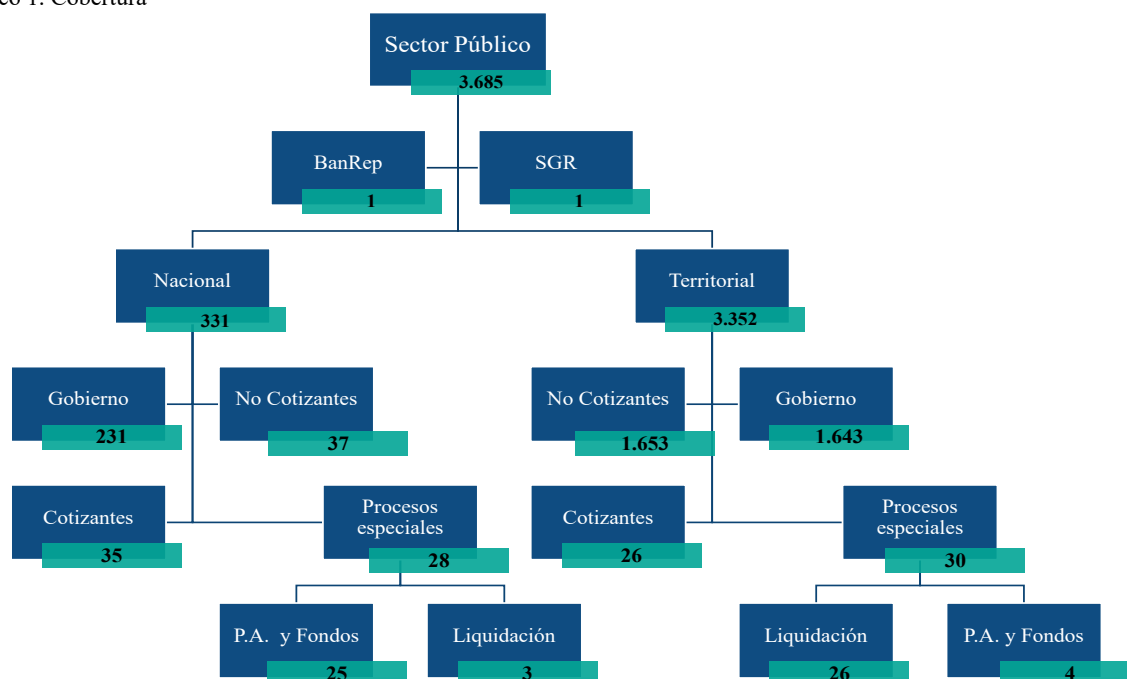 Cobertura
Sector Público
3.685
BanRep
1
SGR
1
Nacional
331
Territorial
3.352
Gobierno
231
No Cotizantes
37
No Cotizantes
1.653
Gobierno
1.643
Cotizantes
35
Procesos
especiales
28
Cotizantes
26
Procesos
especiales
30
P.A. y Fondos
25
Liquidación
3
Liquidación
26
P.A. y Fondos
4